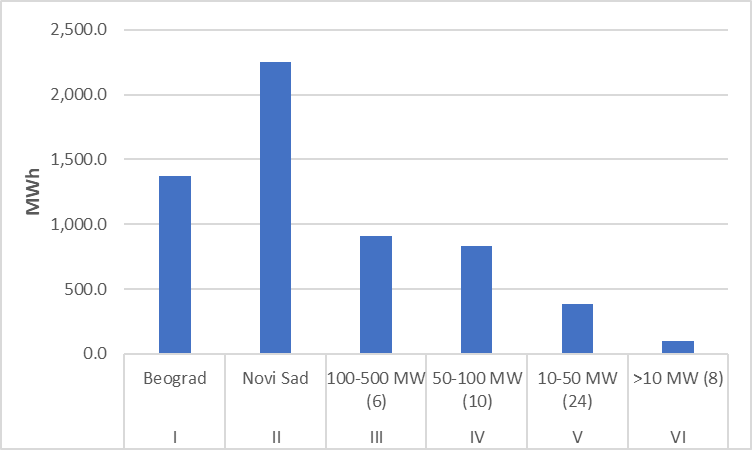 2,500.0
2,000.0
1,500.0
1,000.0
500.0
0.0
MWh
Beograd
Novi Sad
100-500 MW
(6)
50-100 MW
(10)
10-50 MW
(24)
>10 MW (8)
I
II
III
IV
V
VI